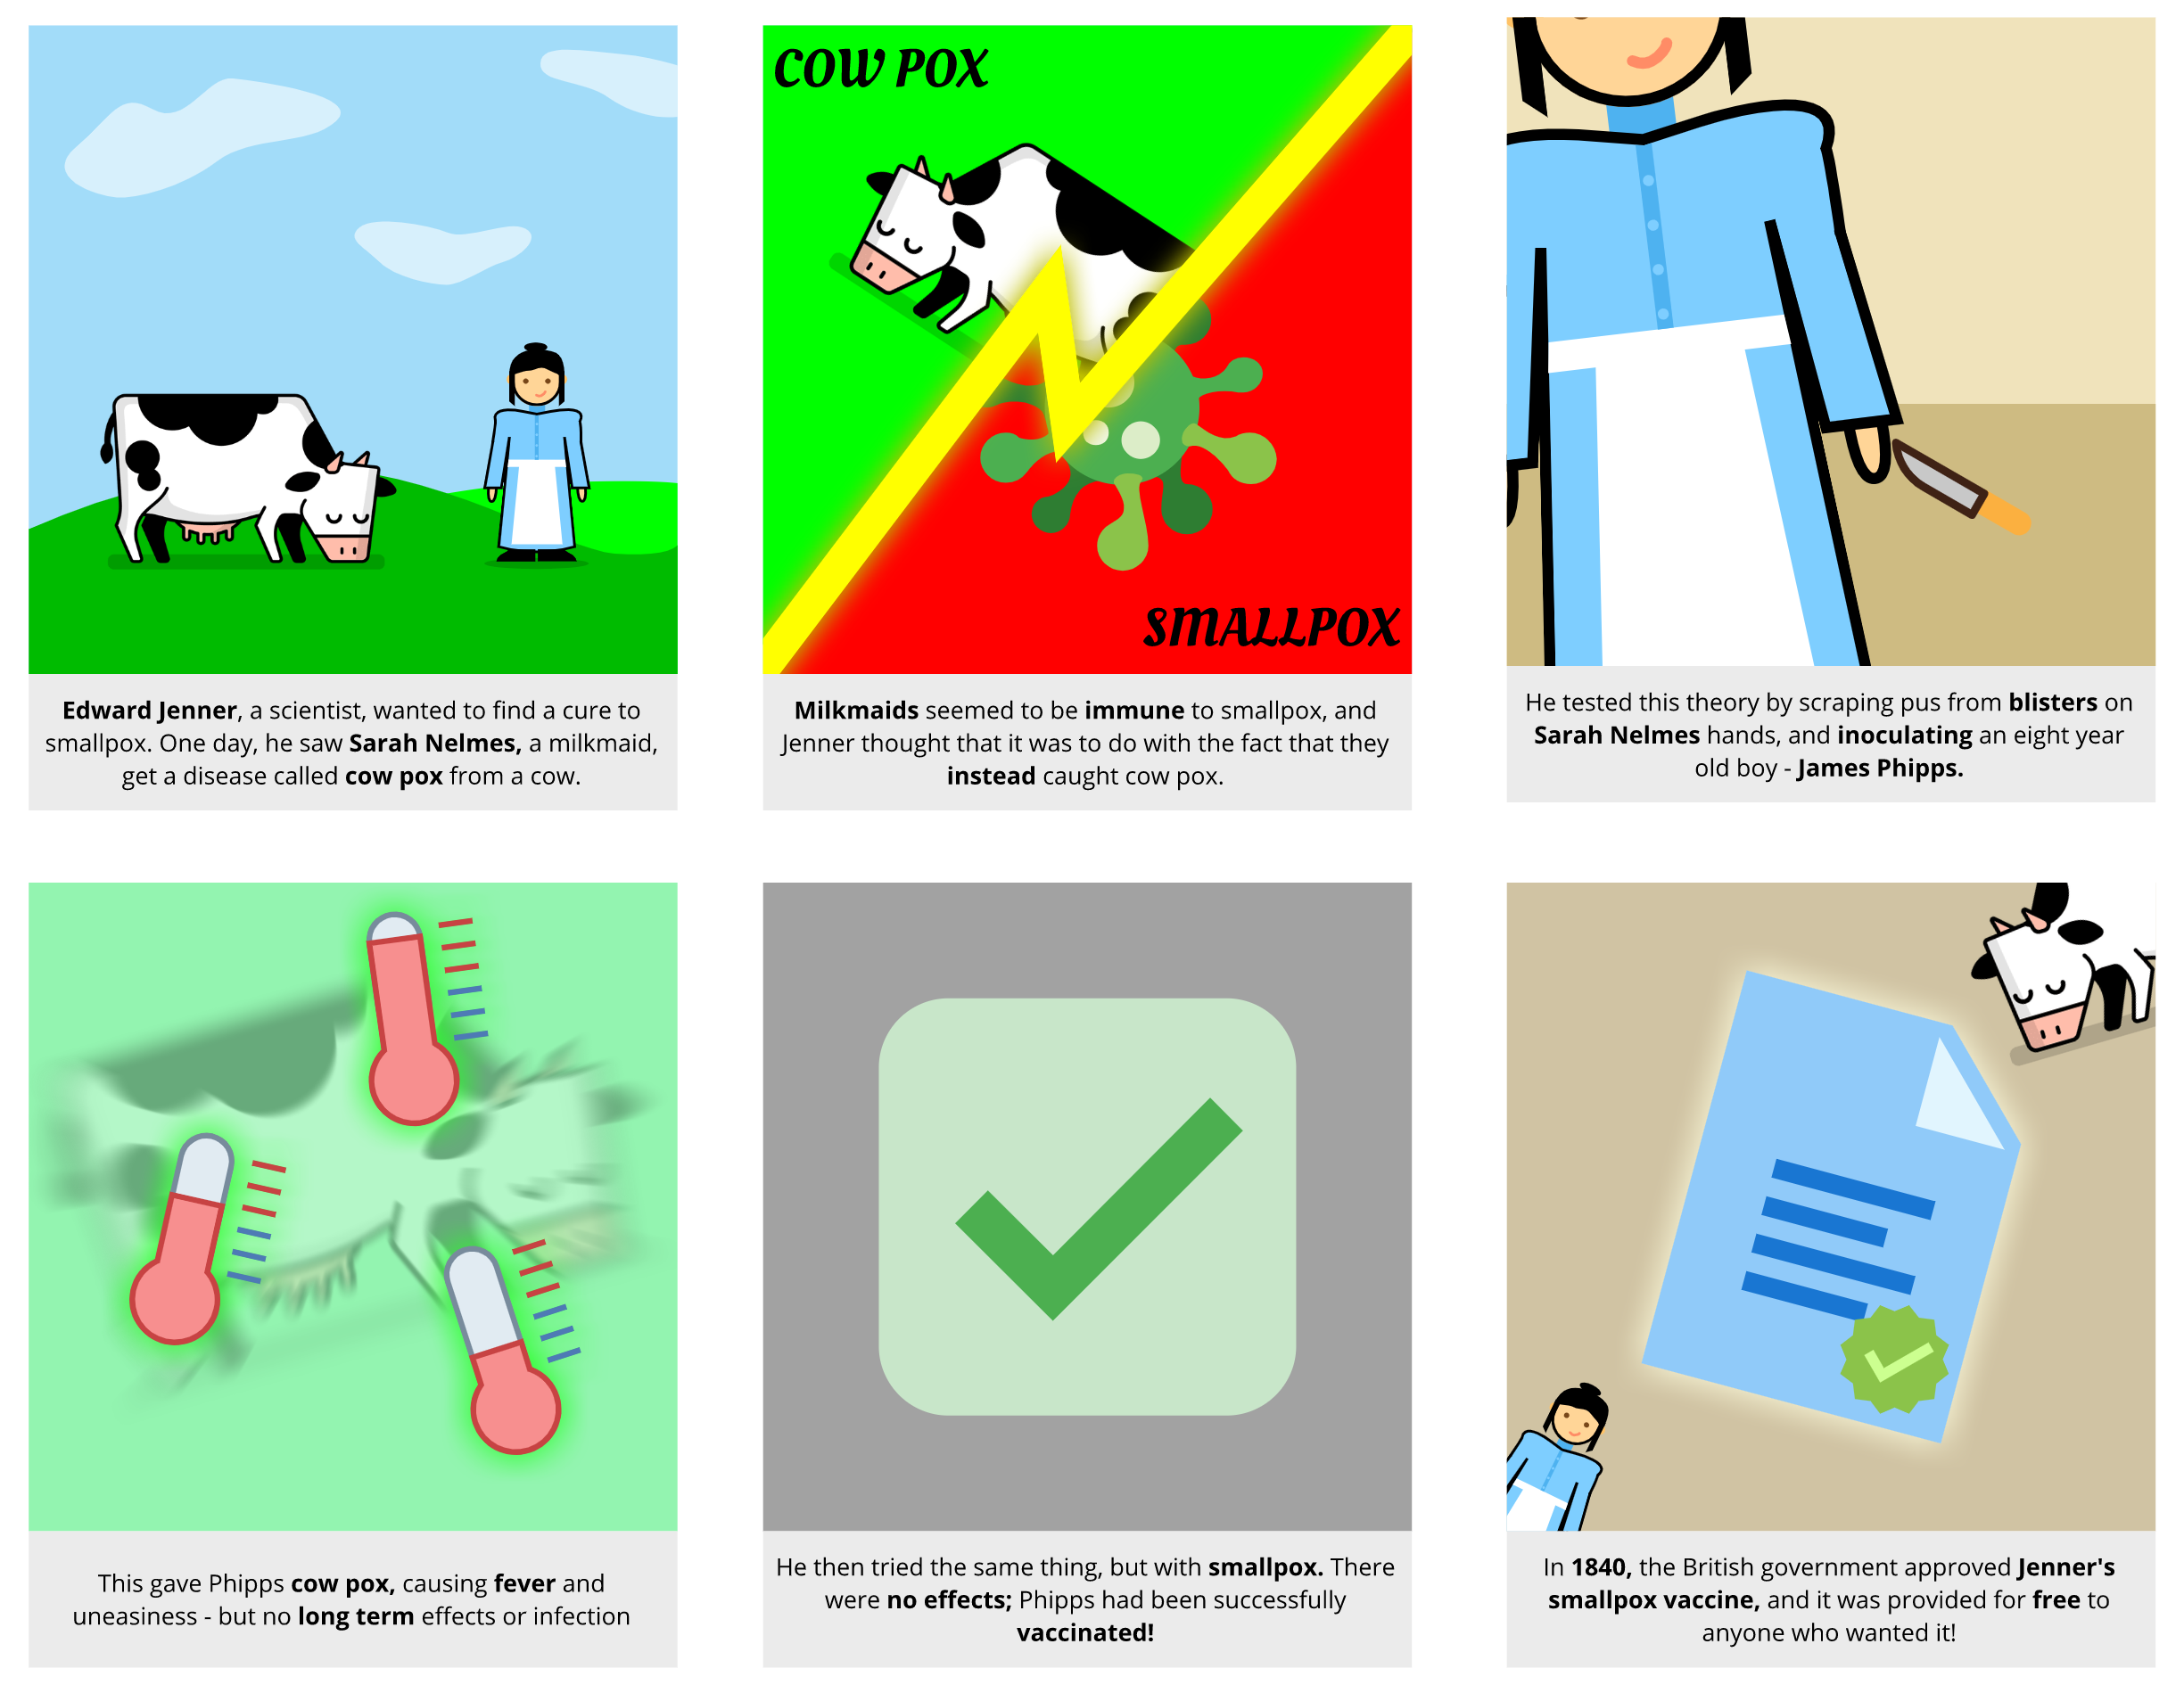 COW POX
SMALLPOX
Edward Jenner, a scientist, wanted to find a cure to
smallpox. One day, he saw Sarah Nelmes, a milkmaid,
get a disease called cow pox from a cow.
Milkmaids seemed to be immune to smallpox, and
Jenner thought that it was to do with the fact that they
instead caught cow pox.
He tested this theory by scraping pus from blisters on
Sarah Nelmes hands, and inoculating an eight year
old boy - James Phipps.
This gave Phipps cow pox, causing fever and
uneasiness - but no long term effects or infection
He then tried the same thing, but with smallpox. There
were no effects; Phipps had been successfully
vaccinated!
In 1840, the British government approved Jenner's
smallpox vaccine, and it was provided for free to
anyone who wanted it!